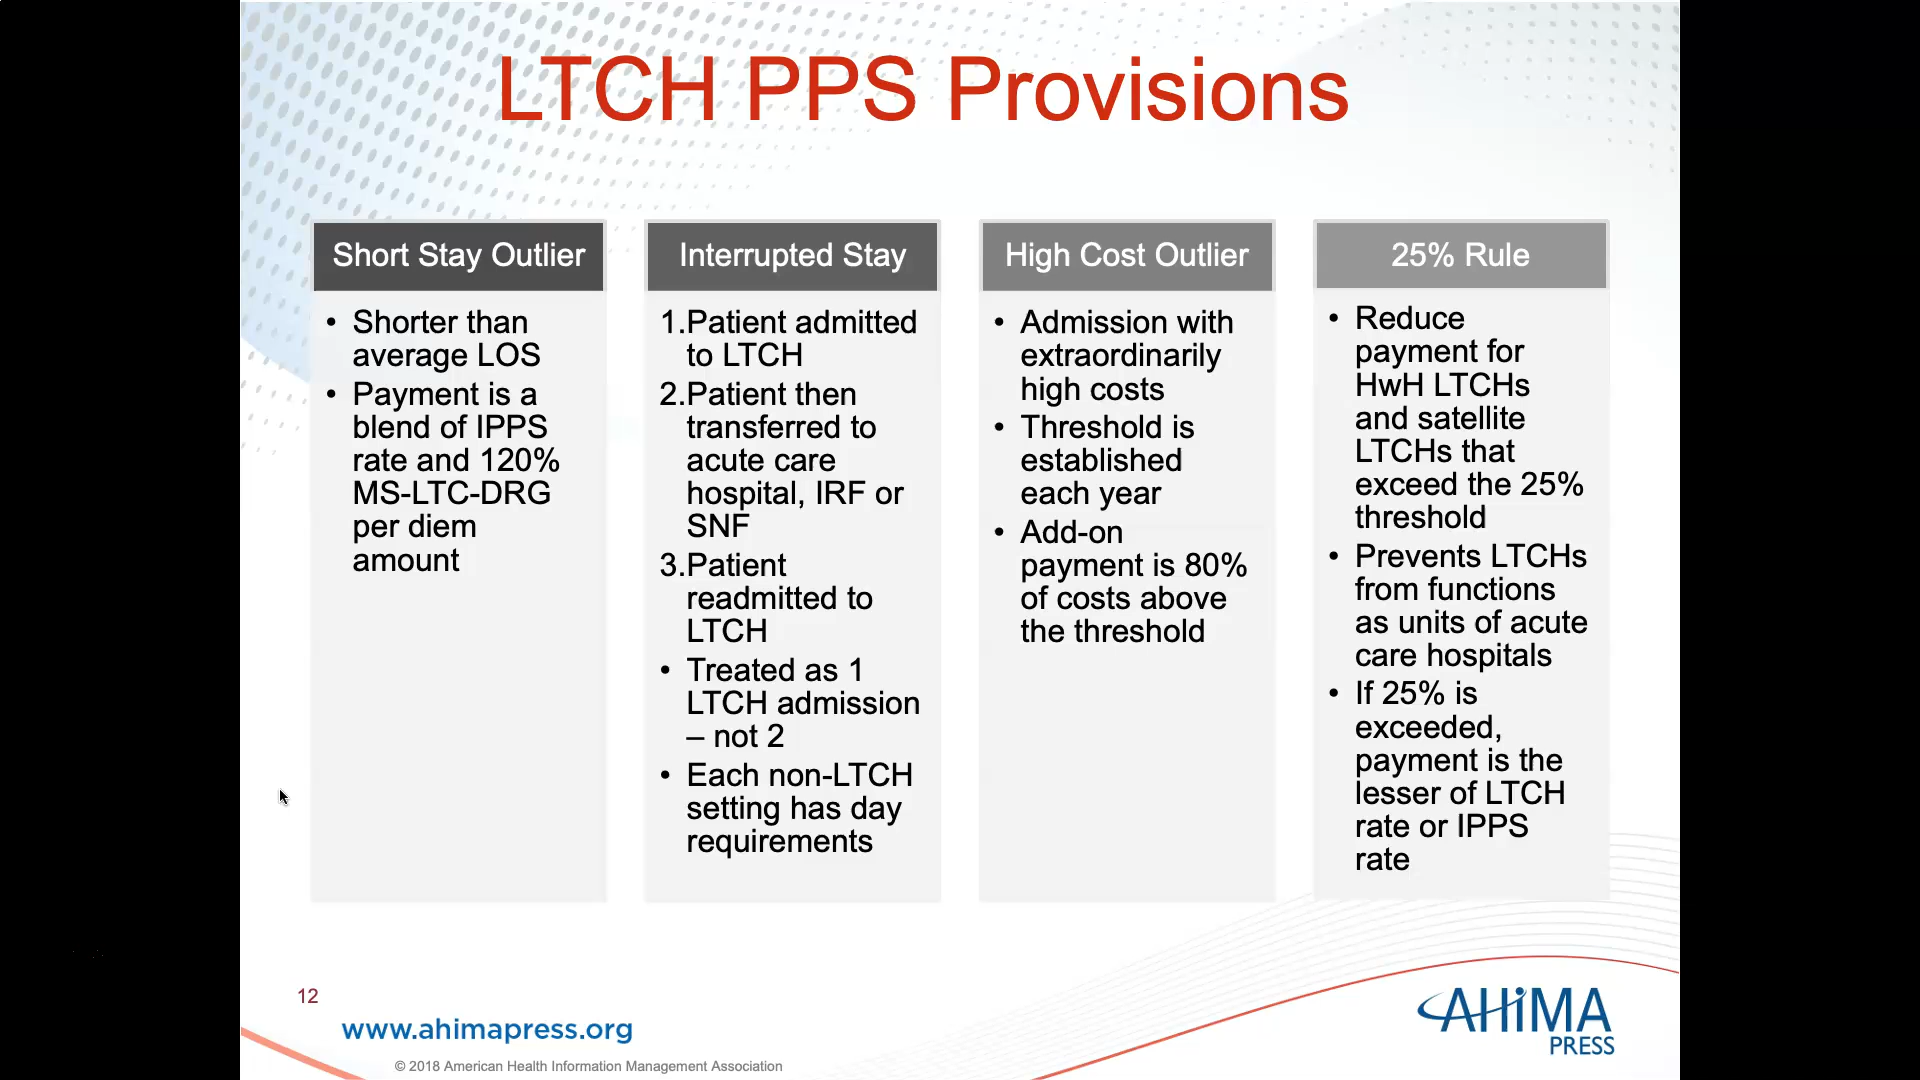 LTCH PPS Provisions
Short Stay Outlier
• Shorter than
average LOS
• Payment is a
blend of IPPS
rate and 120%
MS-LTC-DRG
per diem
amount
Interrupted Stay
1.Patient admitted
to LTCH
2.Patient then
transferred to
acute care
hospital, IRF or
SNF
3.Patient
readmitted to
LTCH
• Treated as 1
LTCH admission
– not 2
• Each non-LTCH
setting has day
requirements
High Cost Outlier
• Admission with
extraordinarily
high costs
• Threshold is
established
each year
• Add-on
payment is 80%
of costs above
the threshold
25% Rule
• Reduce
payment for
HwH LTCHs
and satellite
LTCHs that
exceed the 25%
threshold
• Prevents LTCHs
from functions
as units of acute
care hospitals
• If 25% is
exceeded,
payment is the
lesser of LTCH
rate or IPPS
rate
12
www.ahimapress.org
© 2018 American Health Information Management Association
AHiMA
PRESS